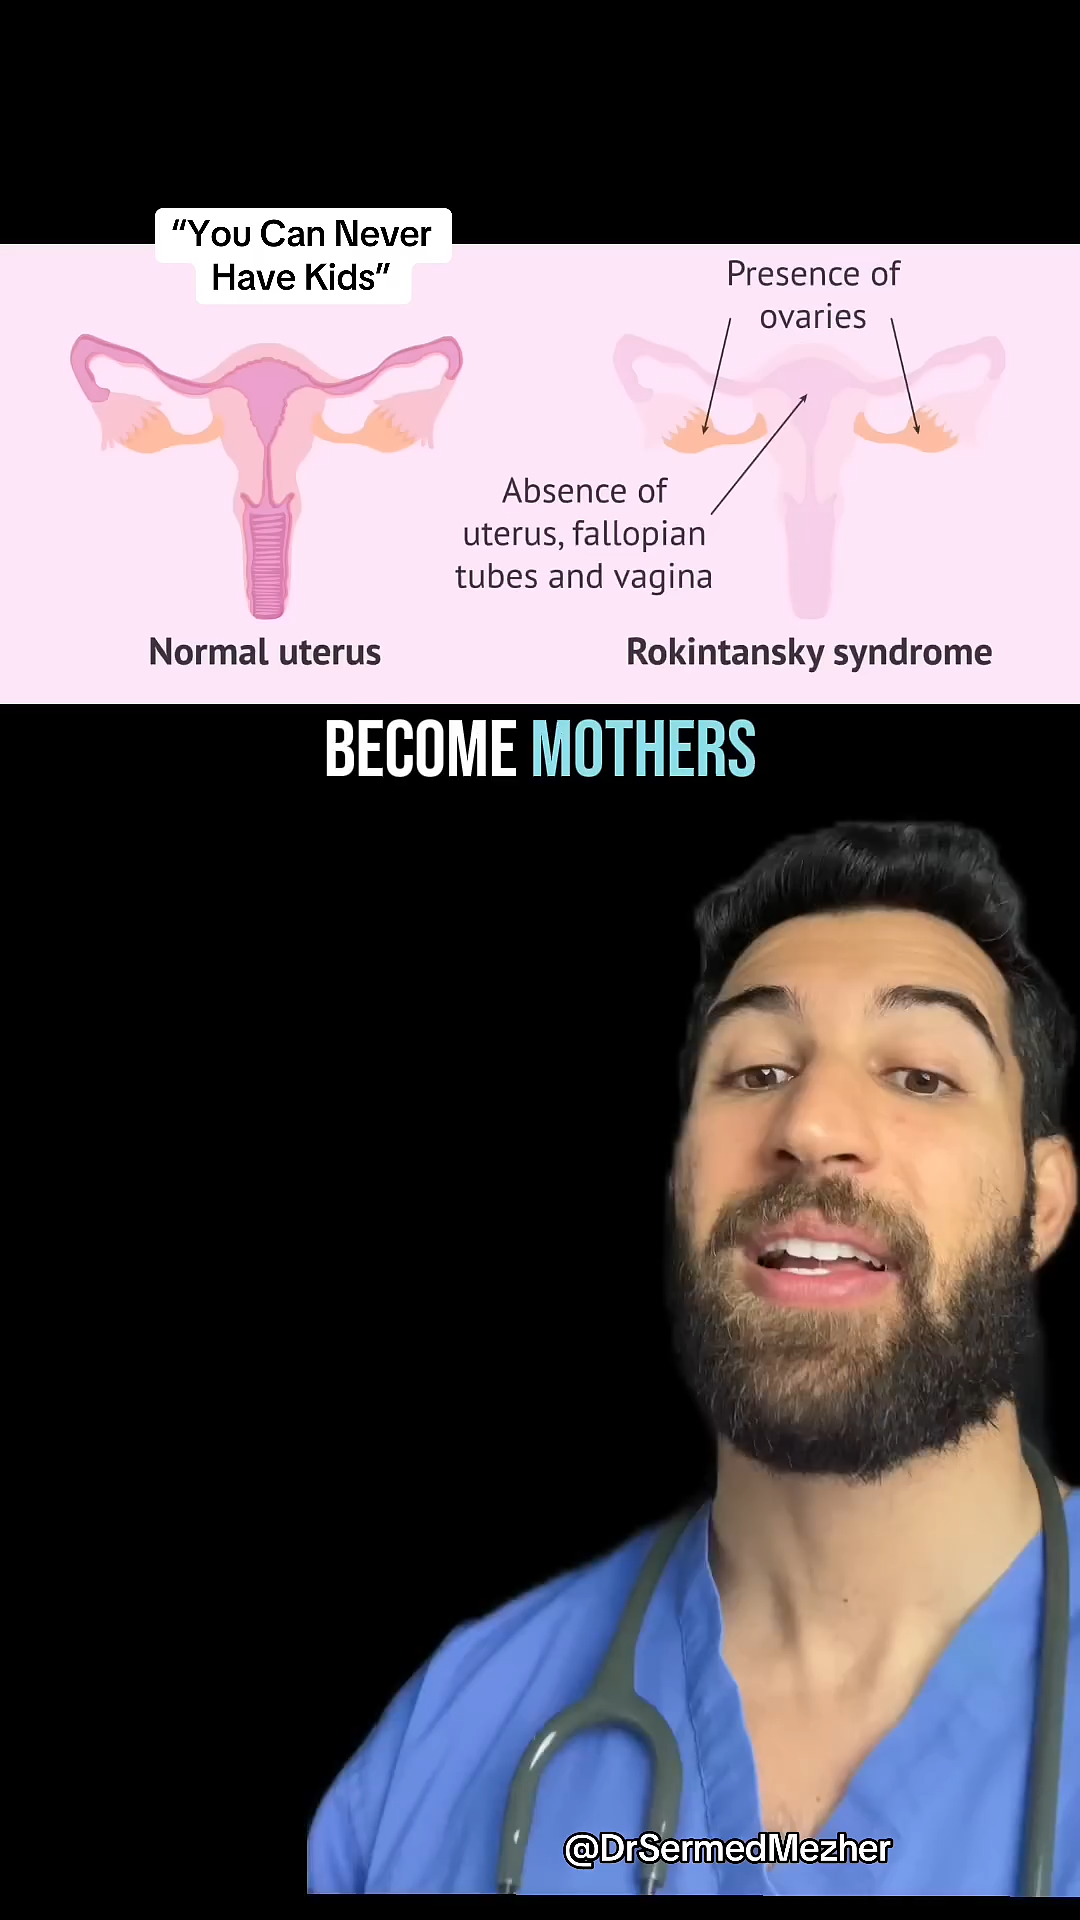 “You Can Never
Have Kids”
Presence of
ovaries
Absence of
uterus, fallopian
tubes and vagina
Normal uterus
Rokintansky syndrome
BECOME MOTHERS
@DrSermedMezher